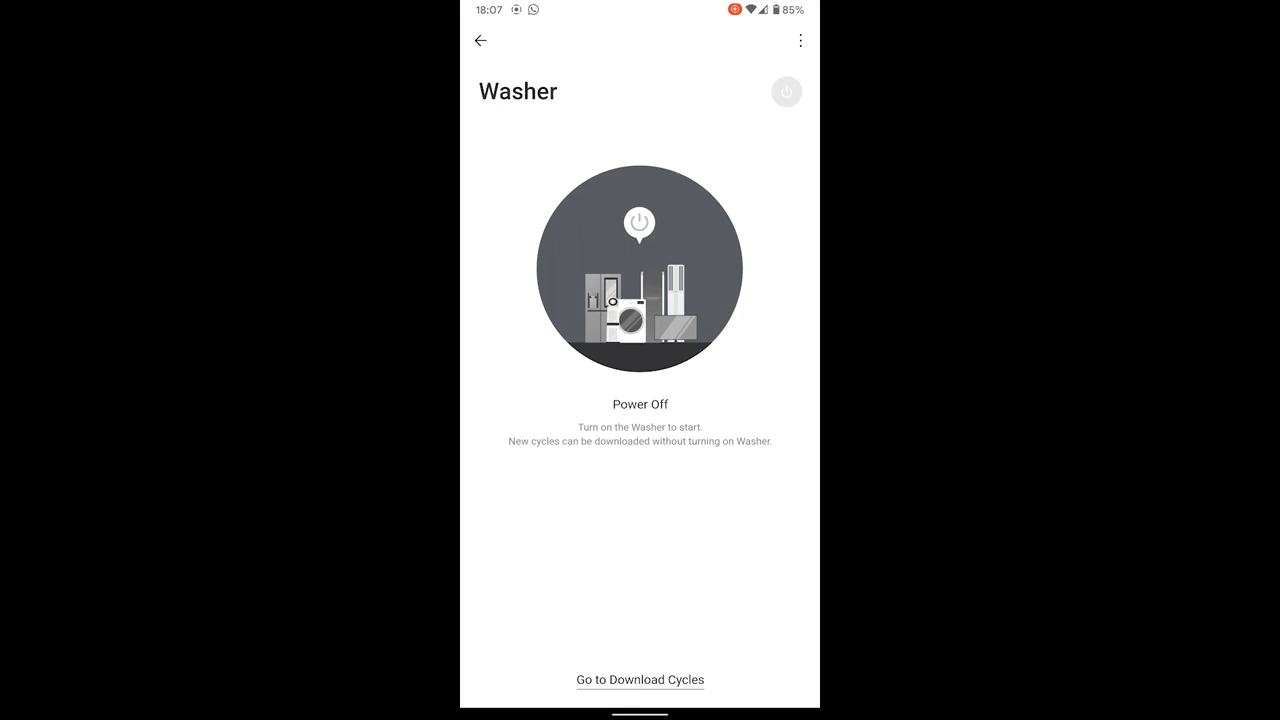 18:07
85%
Washer
Power Off
Turn on the Washer to start.
New cycles can be downloaded without turning on Washer.
Go to Download Cycles